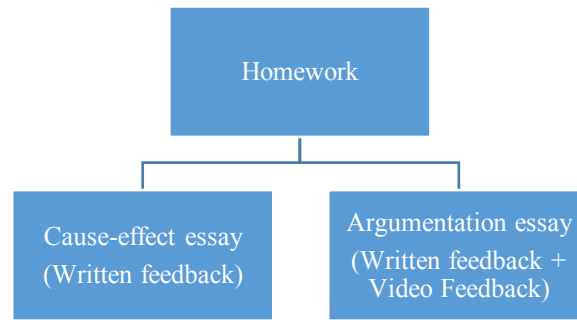 Homework
Cause-effect essay
(Written feedback)
Argumentation essay
(Written feedback +
Video Feedback)